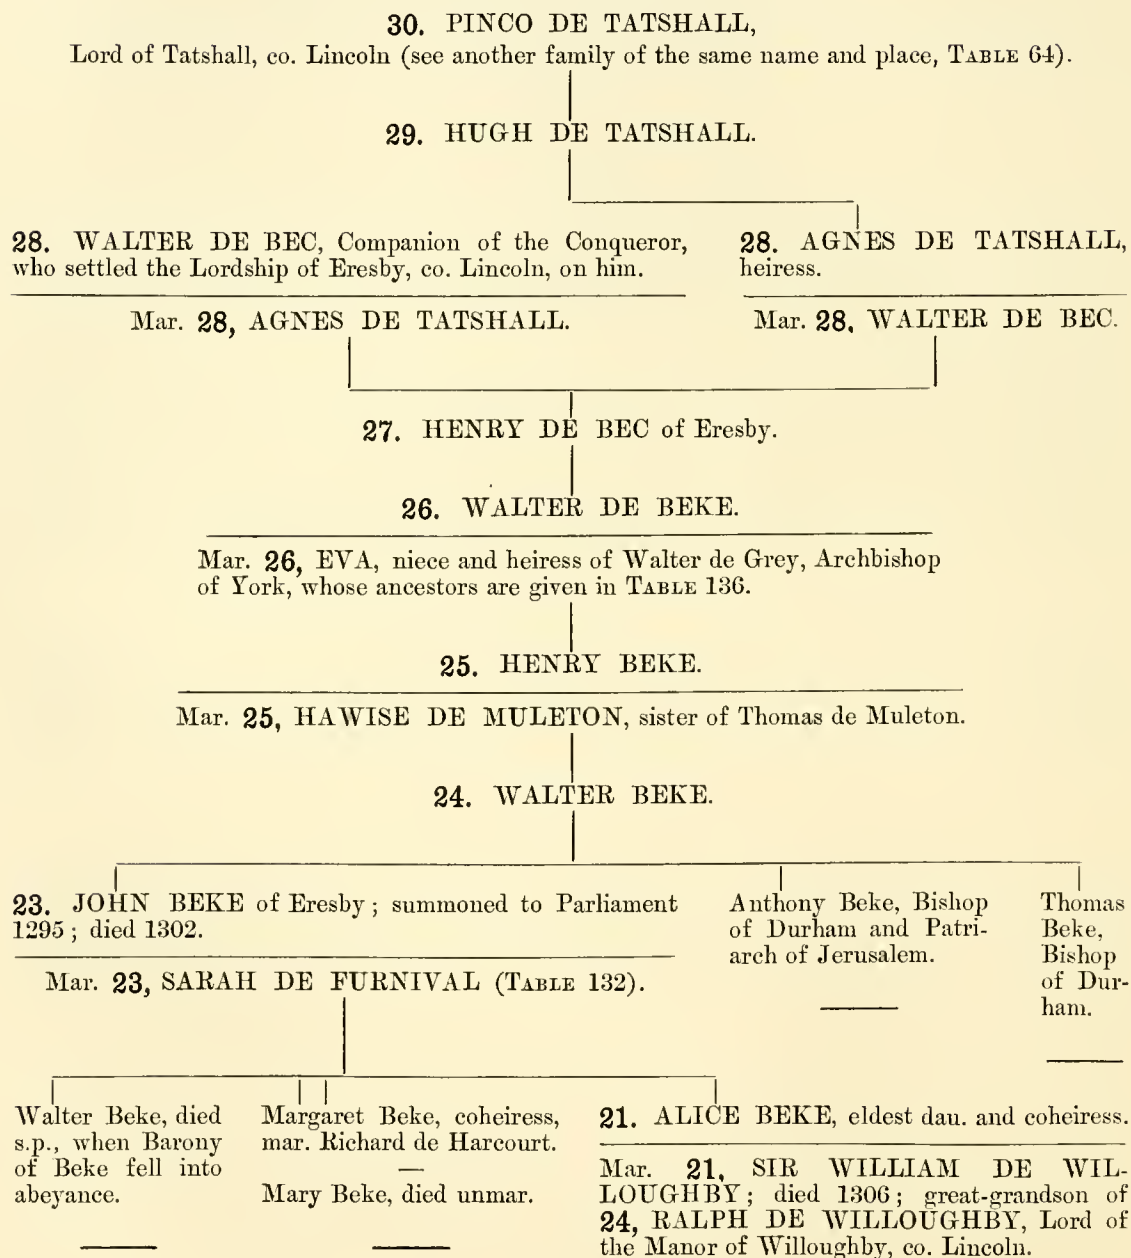 30. PINCO DE TATSHALL,
Lord of Tatshall, co. Lincoln (see another family of the same name and place, TABLE 64).
29. HUGH DE TATSHALL.
28. WALTER DE BEC, Companion of the Conqueror,
who settled the Lordship of Eresby, co. Lincoln, on him.
Mar. 28, AGNES DE TATSHALL.
28. AGNES DE TATSHALL,
heiress.
Mar. 28, WALTER DE BEC.
27. HENRY DE BEC of Eresby.
26. WALTER DE BEKE.
Mar. 26, EVA, niece and heiress of Walter de Grey, Archbishop
of York, whose ancestors are given in TABLE 136.
25. HENRY BEKE.
Mar. 25, HAWISE DE MULETON, sister of Thomas de Muleton.
24. WALTER BEKE.
23. JOHN BEKE of Eresby; summoned to Parliament
1295; died 1302.
Mar. 23, SARAH DE FURNIVAL (TABLE 132).
Anthony Beke, Bishop
of Durham and Patri-
arch of Jerusalem.
Thomas
Beke,
Bishop
of Dur-
ham.
Walter Beke, died
s.p., when Barony
of Beke fell into
abeyance.
Margaret Beke, coheiress,
mar. Richard de Harcourt.
Mary Beke, died unmar.
21. ALICE BEKE, eldest dau. and coheiress.
Mar. 21, SIR WILLIAM DE WIL-
LOUGHBY; died 1306; great-grandson of
24, RALPH DE WILLOUGHBY, Lord of
the Manor of Willoughby, co. Lincoln.